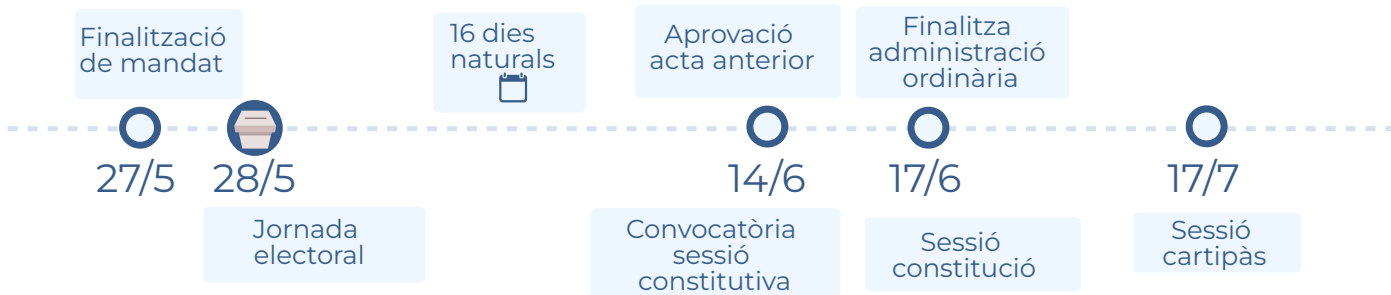 Finalització
de mandat
16 dies
naturals
Aprovació
acta anterior
Finalitza
administració
ordinària
27/5
28/5
14/6
17/6
17/7
Jornada
electoral
Convocatòria
sessió
constitutiva
Sessió
constitució
Sessió
cartipàs